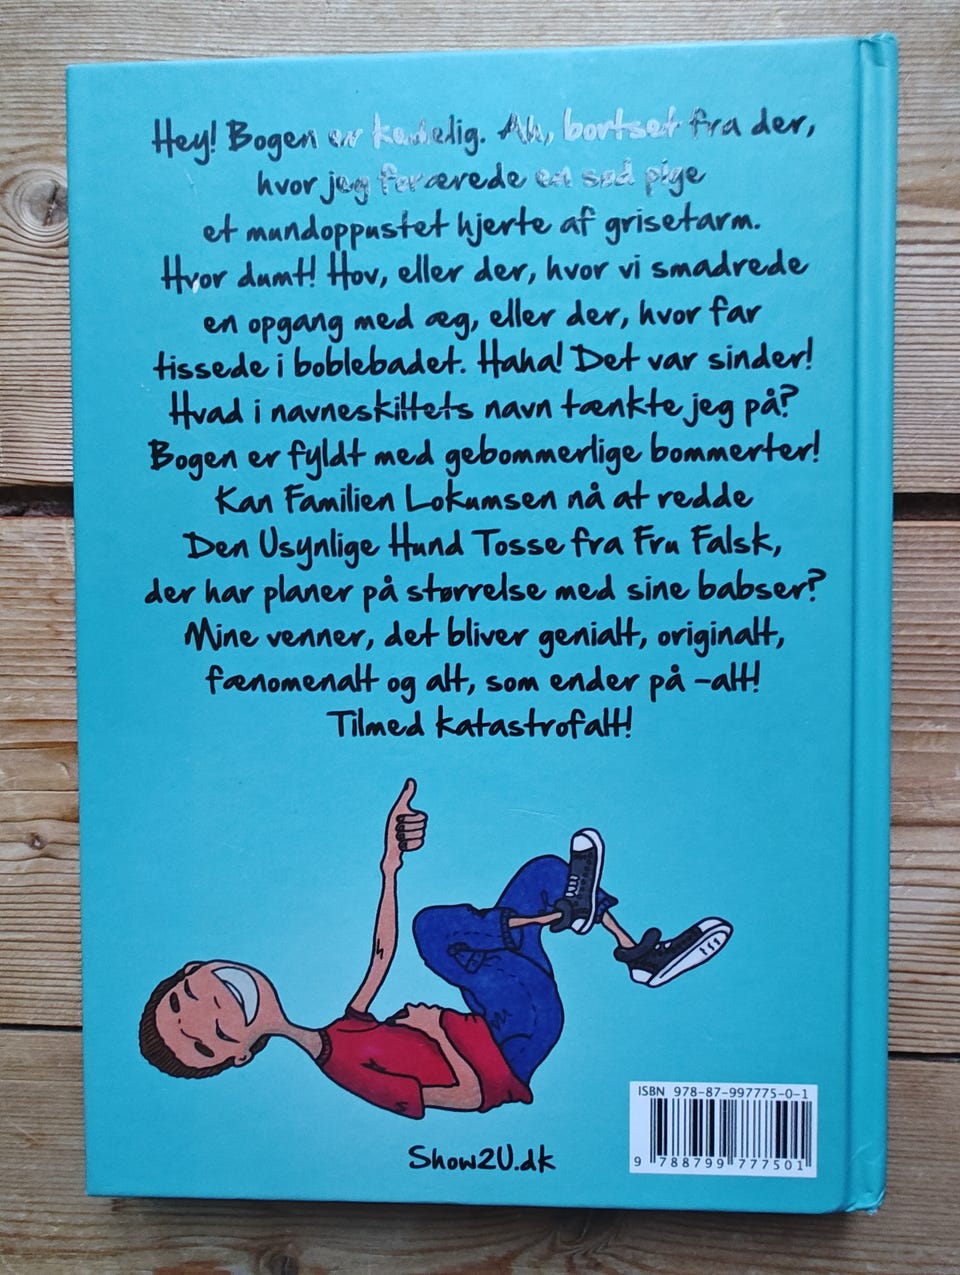 Hey! Bogen er kedelig. Ah, bortset fra der,
hvor jeg forærede en sød pige
et mundoppustet hjerte af grisetarm.
Hvor dumt! Hov, eller der, hvor vi smadrede
en opgang med æg, eller der, hvor far
tissede i boblebadet. Haha! Det var sinder!
Hvad i navneskiltets navn tænkte jeg på?
Bogen er fyldt med gebommerlige bommerter!
Kan Familien Lokumsen nå at redde
Den Usynlige Hund Tosse fra Fru Falsk,
der har planer på størrelse med sine babser?
Mine venner, det bliver genialt, originalt,
fænomenalt og alt, som ender på -alt!
Tilmed katastrofalt!
ISBN 978-87-997775-0-1
9 788799 777501
Show2U.dk